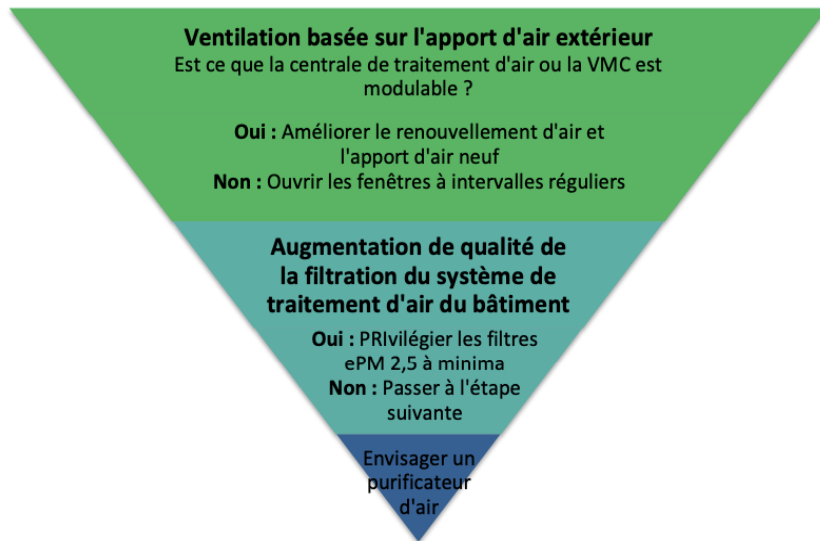 Ventilation basée sur l'apport d'air extérieur
Est ce que la centrale de traitement d'air ou la VMC est
modulable ?
Oui : Améliorer le renouvellement d'air et
l'apport d'air neuf
Non : Ouvrir les fenêtres à intervalles réguliers
Augmentation de qualité de
la filtration du système de
traitement d'air du bâtiment
Oui : PRIvilégier les filtres
ePM 2,5 à minima
Non : Passer à l'étape
suivante
Envisager un
purificateur
d'air